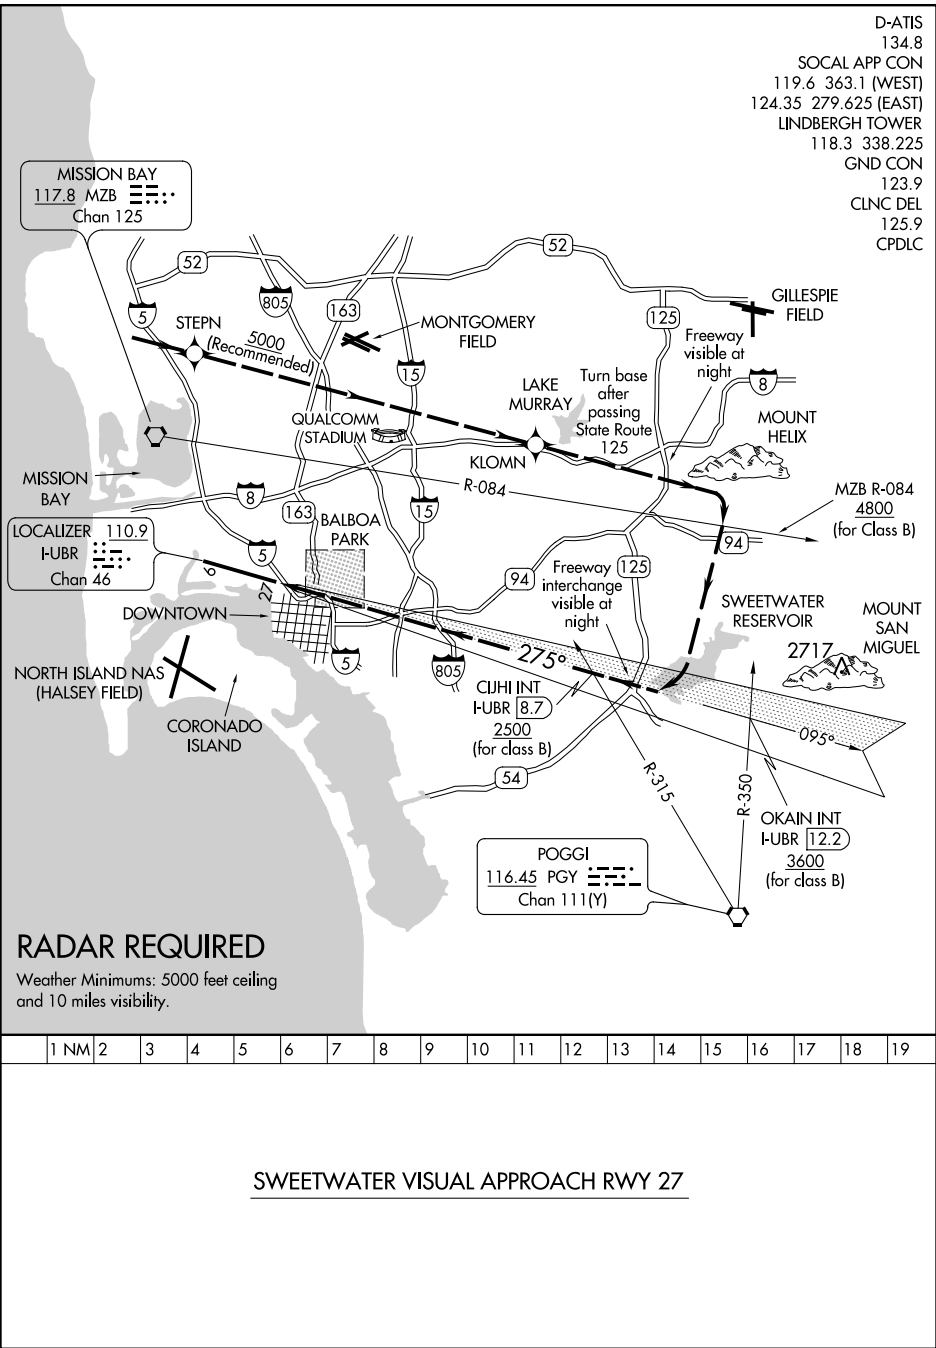 D-ATIS
134.8
SOCAL APP CON
119.6 363.1 (WEST)
124.35 279.625 (EAST)
LINDBERGH TOWER
118.3 338.225
GND CON
123.9
CLNC DEL
125.9
CPDLC
MISSION BAY
117.8 MZB
Chan 125
52
52
5
805
163
125
GILLESPIE
FIELD
STEPN
5000
(Recommended)
MONTGOMERY
FIELD
15
Freeway
visible at
night
8
LAKE
MURRAY
Turn base
after
passing
State Route
125
QUALCOMM
STADIUM
MOUNT
HELIX
KLOMN
MISSION
BAY
R-084
MZB R-084
4800
(for Class B)
8
163
15
BALBOA
PARK
LOCALIZER 110.9
I-UBR
Chan 46
5
94
9
27
94
125
Freeway
interchange
visible at
night
DOWNTOWN
SWEETWATER
RESERVOIR
MOUNT
SAN
MIGUEL
2717
275°
5
805
NORTH ISLAND NAS
(HALSEY FIELD)
CIJHI INT
I-UBR 8.7
2500
(for class B)
CORONADO
ISLAND
095°
54
R-315
R-350
OKAIN INT
I-UBR 12.2
3600
(for class B)
POGGI
116.45 PGY
Chan 111(Y)
RADAR REQUIRED
Weather Minimums: 5000 feet ceiling
and 10 miles visibility.
1 NM 2 3 4 5 6 7 8 9 10 11 12 13 14 15 16 17 18 19
SWEETWATER VISUAL APPROACH RWY 27